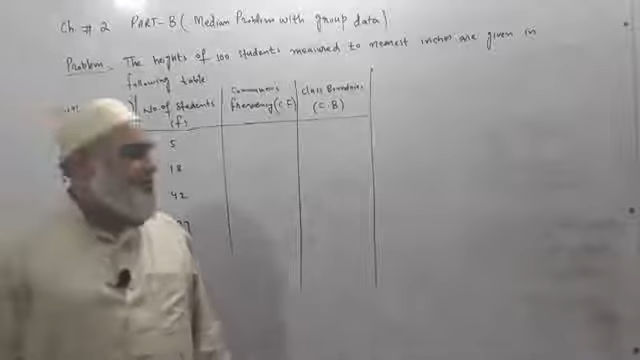 Ch # 2 PART-B (Median Problem with group data)
Problem The heights of 100 students measured to nearest inches are given in
following table
No. of Students (f)
Frequency (C.F)
Class Boundaries (C.B)
5
18
42